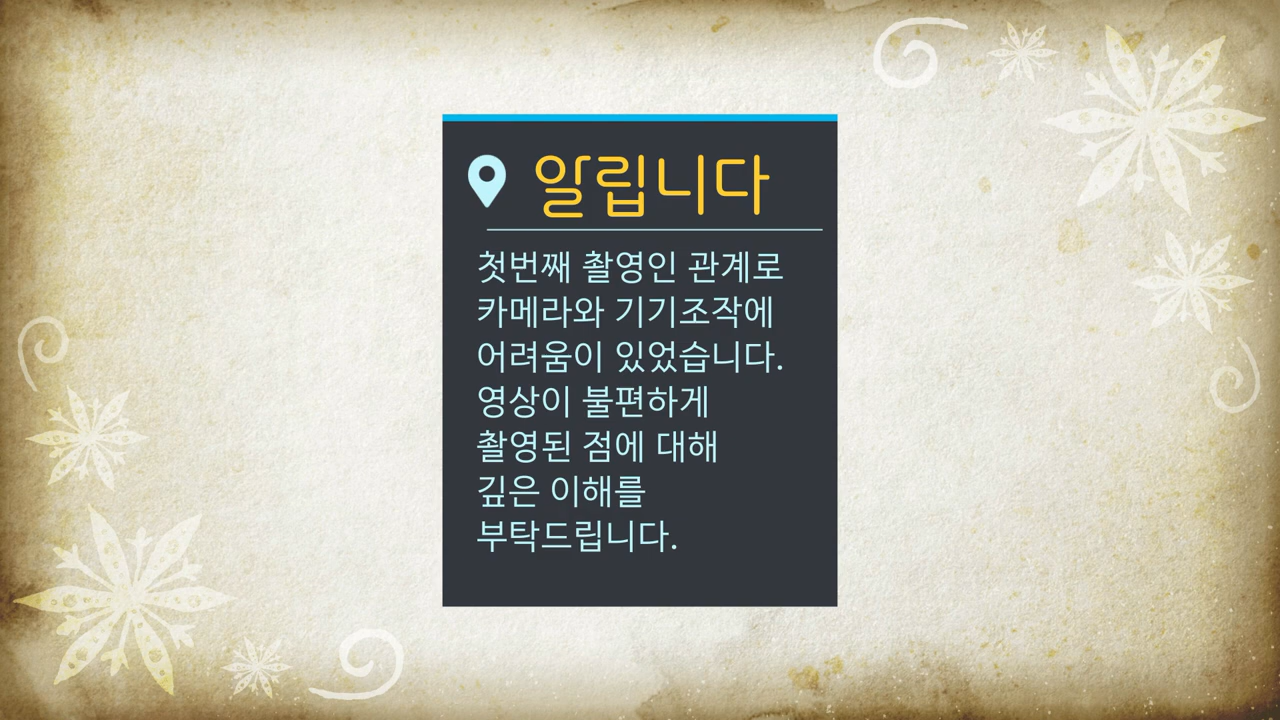 알립니다
첫번째 촬영인 관계로
카메라와 기기조작에
어려움이 있었습니다.
영상이 불편하게
촬영된 점에 대해
깊은 이해를
부탁드립니다.